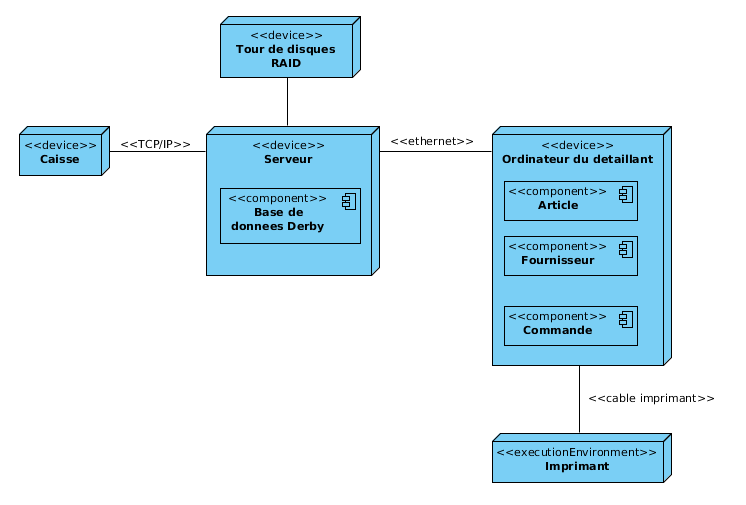 <<device>>
Tour de disques
RAID
<<device>>
Caisse
<<TCP/IP>>
<<device>>
Serveur
<<component>>
Base de
donnees Derby
<<ethernet>>
<<device>>
Ordinateur du detaillant
<<component>>
Article
<<component>>
Fournisseur
<<component>>
Commande
<<cable imprimant>>
<<executionEnvironment>>
Imprimant